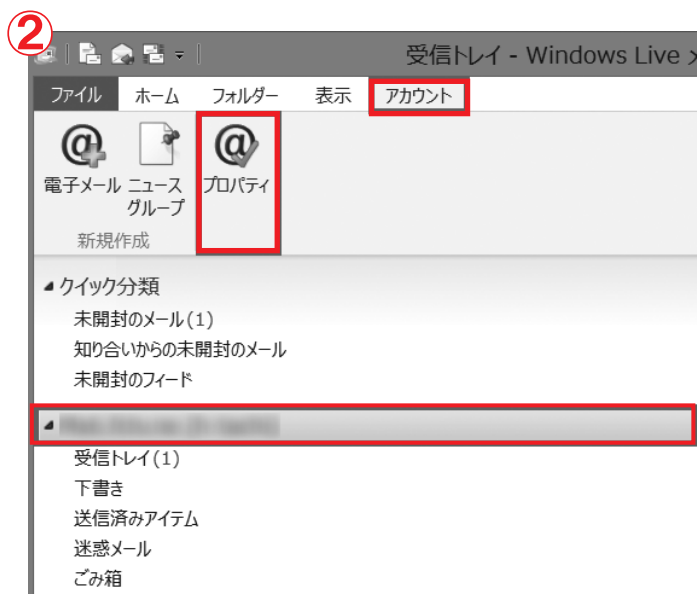 ②
受信トレイ - Windows Live
ファイル ホーム フォルダー 表示 アカウント
電子メール ニュース グループ プロパティ
新規作成
クイック分類
未開封のメール(1)
知り合いからの未開封のメール
未開封のフィード
受信トレイ(1)
下書き
送信済みアイテム
迷惑メール
ごみ箱